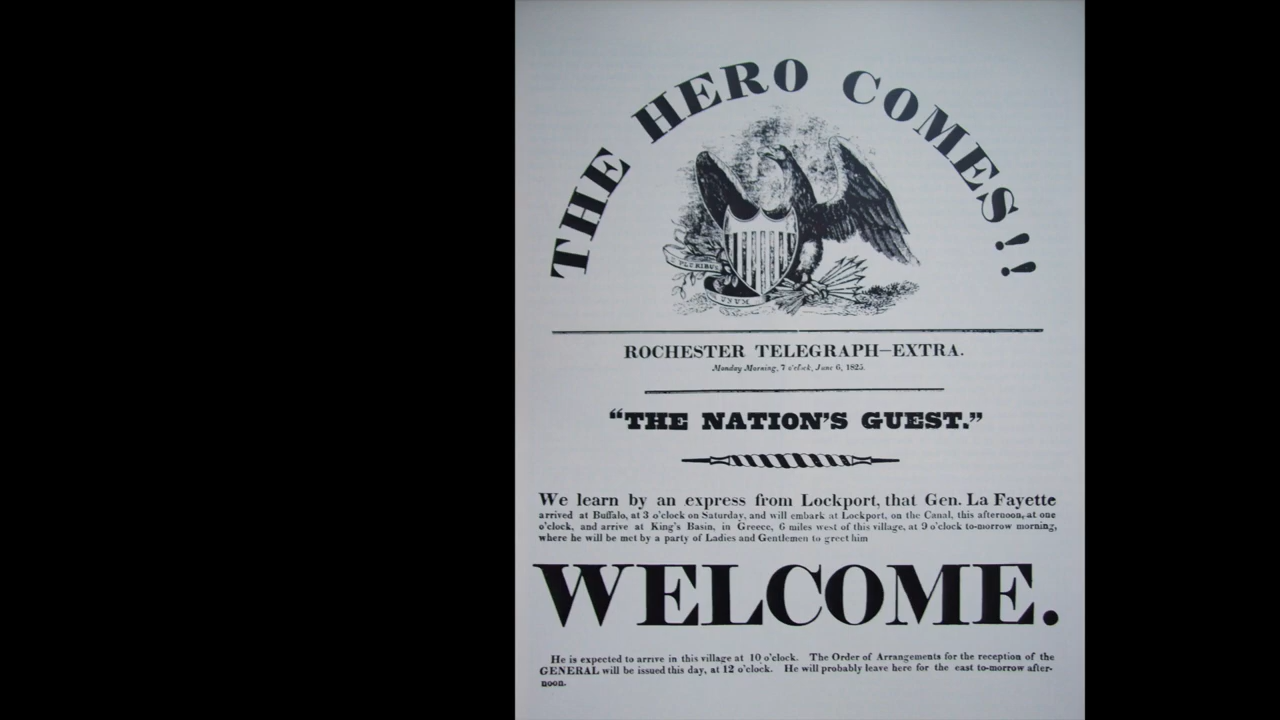 THE HERO COMES!!
E PLURIBUS
UNUM
ROCHESTER TELEGRAPH—EXTRA.
Monday Morning, 7 o'clock, June 6, 1825.
“THE NATION’S GUEST.”
We learn by an express from Lockport, that Gen. La Fayette
arrived at Buffalo, at 3 o'clock on Saturday, and will embark at Lockport, on the Canal, this afternoon, at one
o'clock, and arrive at King's Basin, in Greece, 6 miles west of this village, at 9 o'clock to-morrow morning,
where he will be met by a party of Ladies and Gentlemen to greet him
WELCOME.
He is expected to arrive in this village at 10 o'clock. The Order of Arrangements for the reception of the
GENERAL will be issued this day, at 12 o'clock. He will probably leave here for the east to-morrow after-
noon.